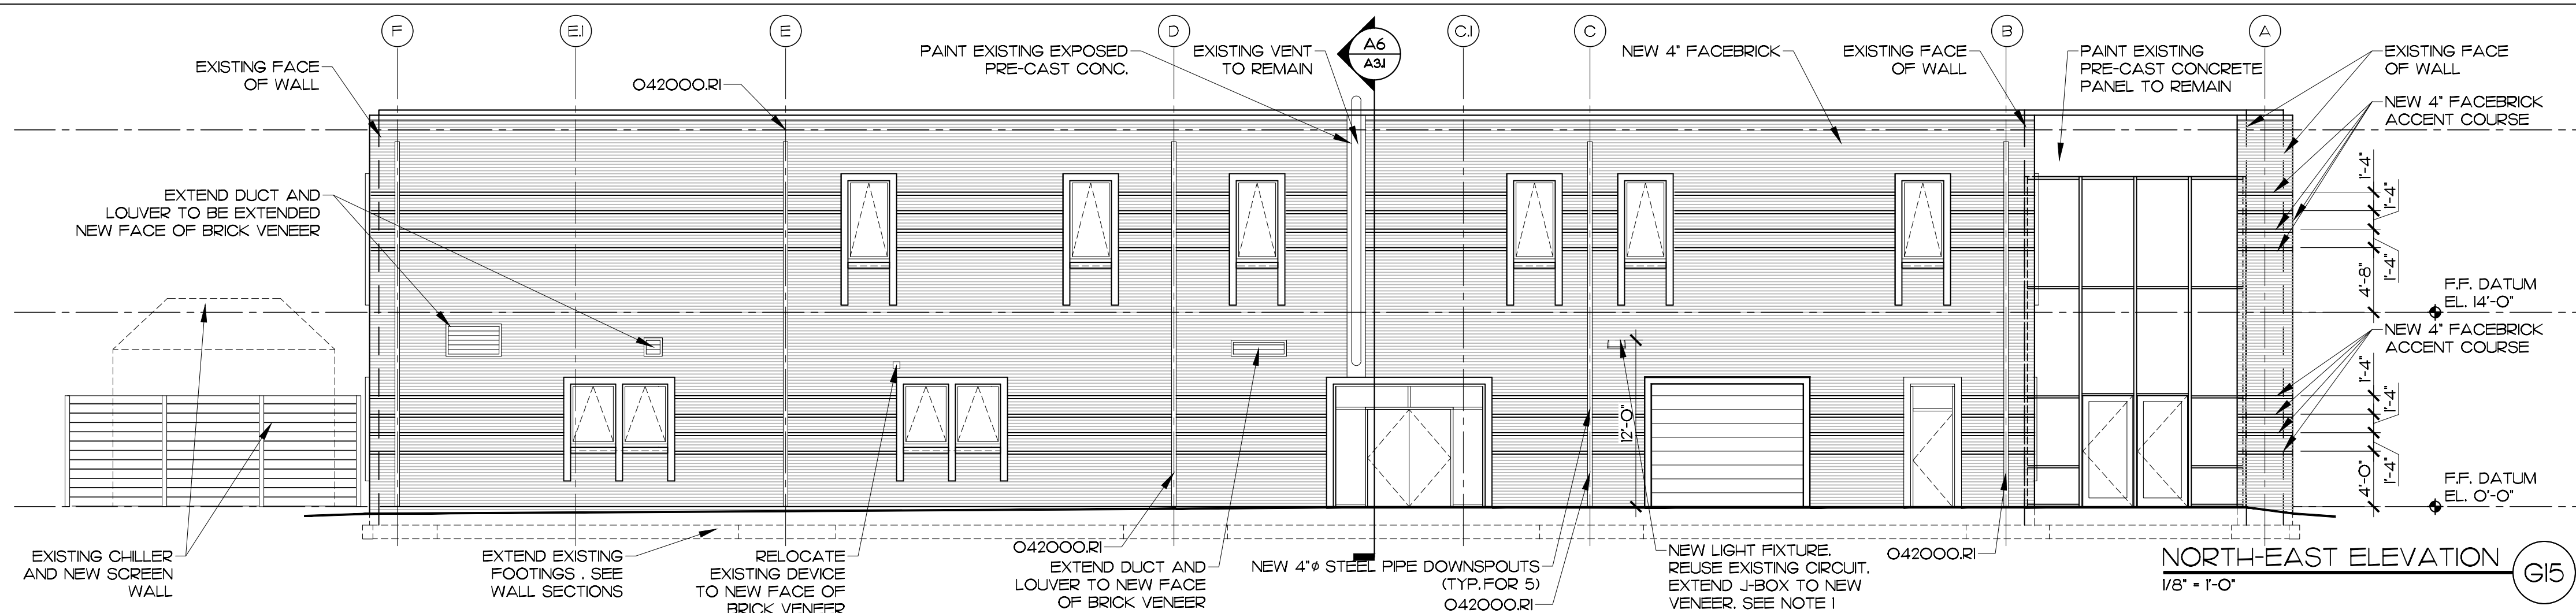 F
E.1
E
D
A6
A3.1
C.1
C
B
A
EXISTING FACE
OF WALL
042000.R1
PAINT EXISTING EXPOSED
PRE-CAST CONC.
EXISTING VENT
TO REMAIN
NEW 4" FACEBRICK
EXISTING FACE
OF WALL
PAINT EXISTING
PRE-CAST CONCRETE
PANEL TO REMAIN
EXISTING FACE
OF WALL
NEW 4" FACEBRICK
ACCENT COURSE
EXTEND DUCT AND
LOUVER TO BE EXTENDED
NEW FACE OF BRICK VENEER
1'-4"
1'-4"
1'-4"
4'-8"
F.F. DATUM
EL. 14'-0"
NEW 4" FACEBRICK
ACCENT COURSE
1'-4"
1'-4"
1'-4"
4'-0"
12'-0"
F.F. DATUM
EL. 0'-0"
EXISTING CHILLER
AND NEW SCREEN
WALL
EXTEND EXISTING
FOOTINGS . SEE
WALL SECTIONS
RELOCATE
EXISTING DEVICE
TO NEW FACE OF
BRICK VENEER
042000.R1
EXTEND DUCT AND
LOUVER TO NEW FACE
OF BRICK VENEER
NEW 4"ø STEEL PIPE DOWNSPOUTS
(TYP.FOR 5)
042000.R1
NEW LIGHT FIXTURE.
REUSE EXISTING CIRCUIT.
EXTEND J-BOX TO NEW
VENEER. SEE NOTE 1
042000.R1
NORTH-EAST ELEVATION
1/8" = 1'-0"
G15